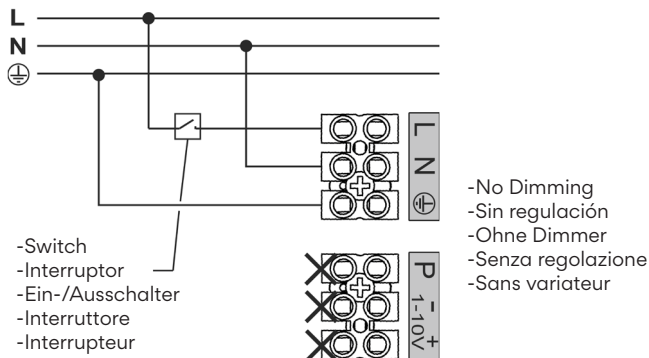 L
N
L
N
-No Dimming
-Sin regulación
-Ohne Dimmer
-Senza regolazione
-Sans variateur
-Switch
-Interruptor
-Ein-/Ausschalter
-Interruttore
-Interrupteur
P - +
1-10V